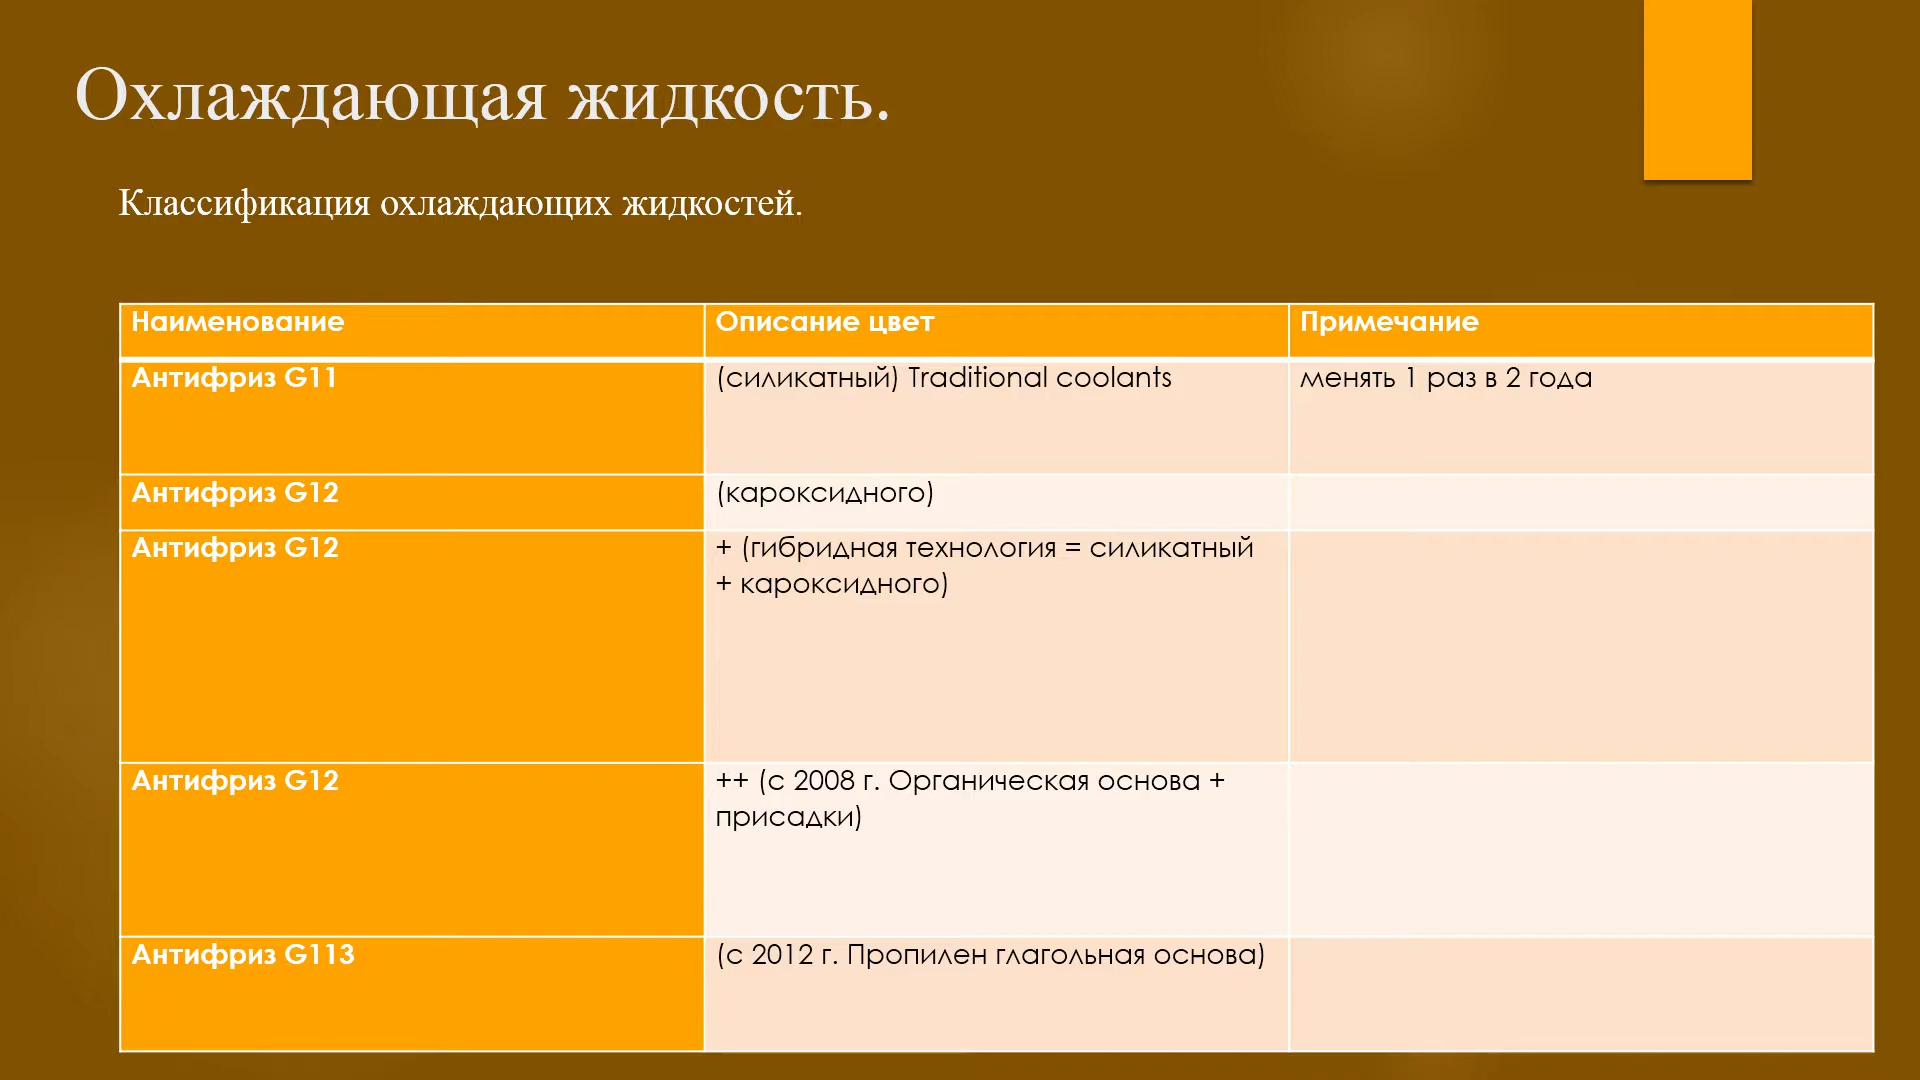 Охлаждающая жидкость.
Классификация охлаждающих жидкостей.
Наименование Описание цвет Примечание
Антифриз G11 (силикатный) Traditional coolants менять 1 раз в 2 года
Антифриз G12 (кароксидного)
Антифриз G12 + (гибридная технология = силикатный
+ кароксидного)
Антифриз G12 ++ (с 2008 г. Органическая основа +
присадки)
Антифриз G113 (с 2012 г. Пропилен глагольная основа)